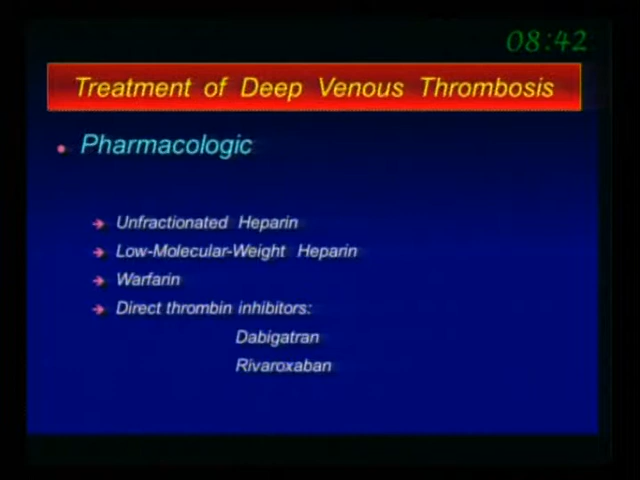 08:42
Treatment of Deep Venous Thrombosis
Pharmacologic
Unfractionated Heparin
Low-Molecular-Weight Heparin
Warfarin
Direct thrombin inhibitors:
Dabigatran
Rivaroxaban